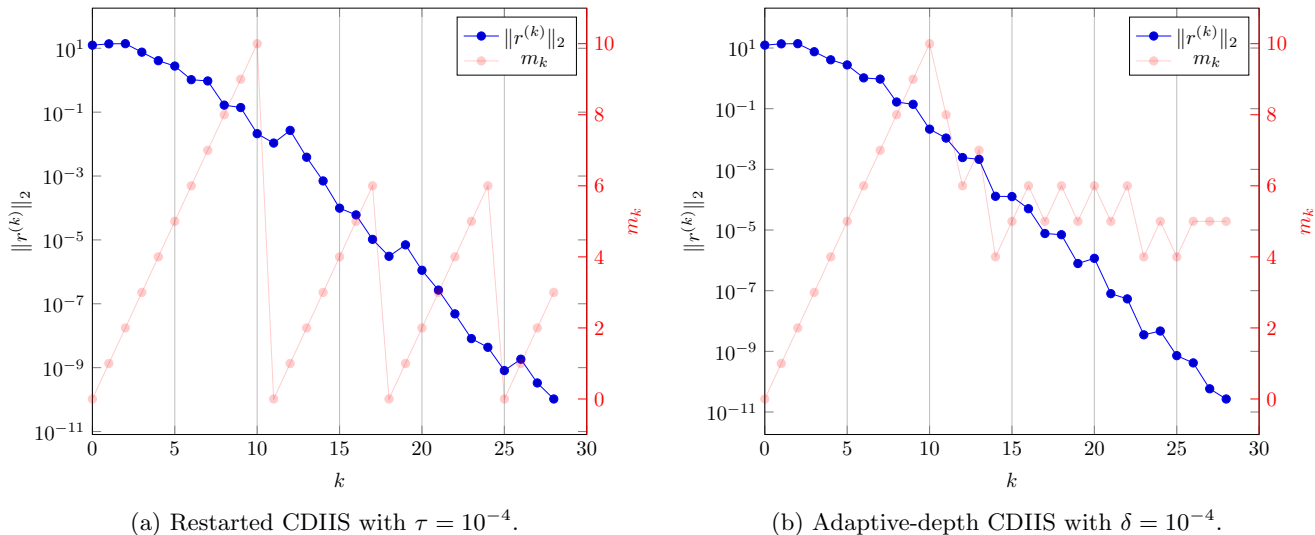 10^1
10^−1
10^−3
10^−5
10^−7
10^−9
10^−11
‖r^(k)‖_2
‖r^(k)‖_2
m_k
10
8
6
4
2
0
m_k
0 5 10 15 20 25 30
k
(a) Restarted CDIIS with τ = 10^−4.
10^1
10^−1
10^−3
10^−5
10^−7
10^−9
10^−11
‖r^(k)‖_2
‖r^(k)‖_2
m_k
10
8
6
4
2
0
m_k
0 5 10 15 20 25 30
k
(b) Adaptive-depth CDIIS with δ = 10^−4.